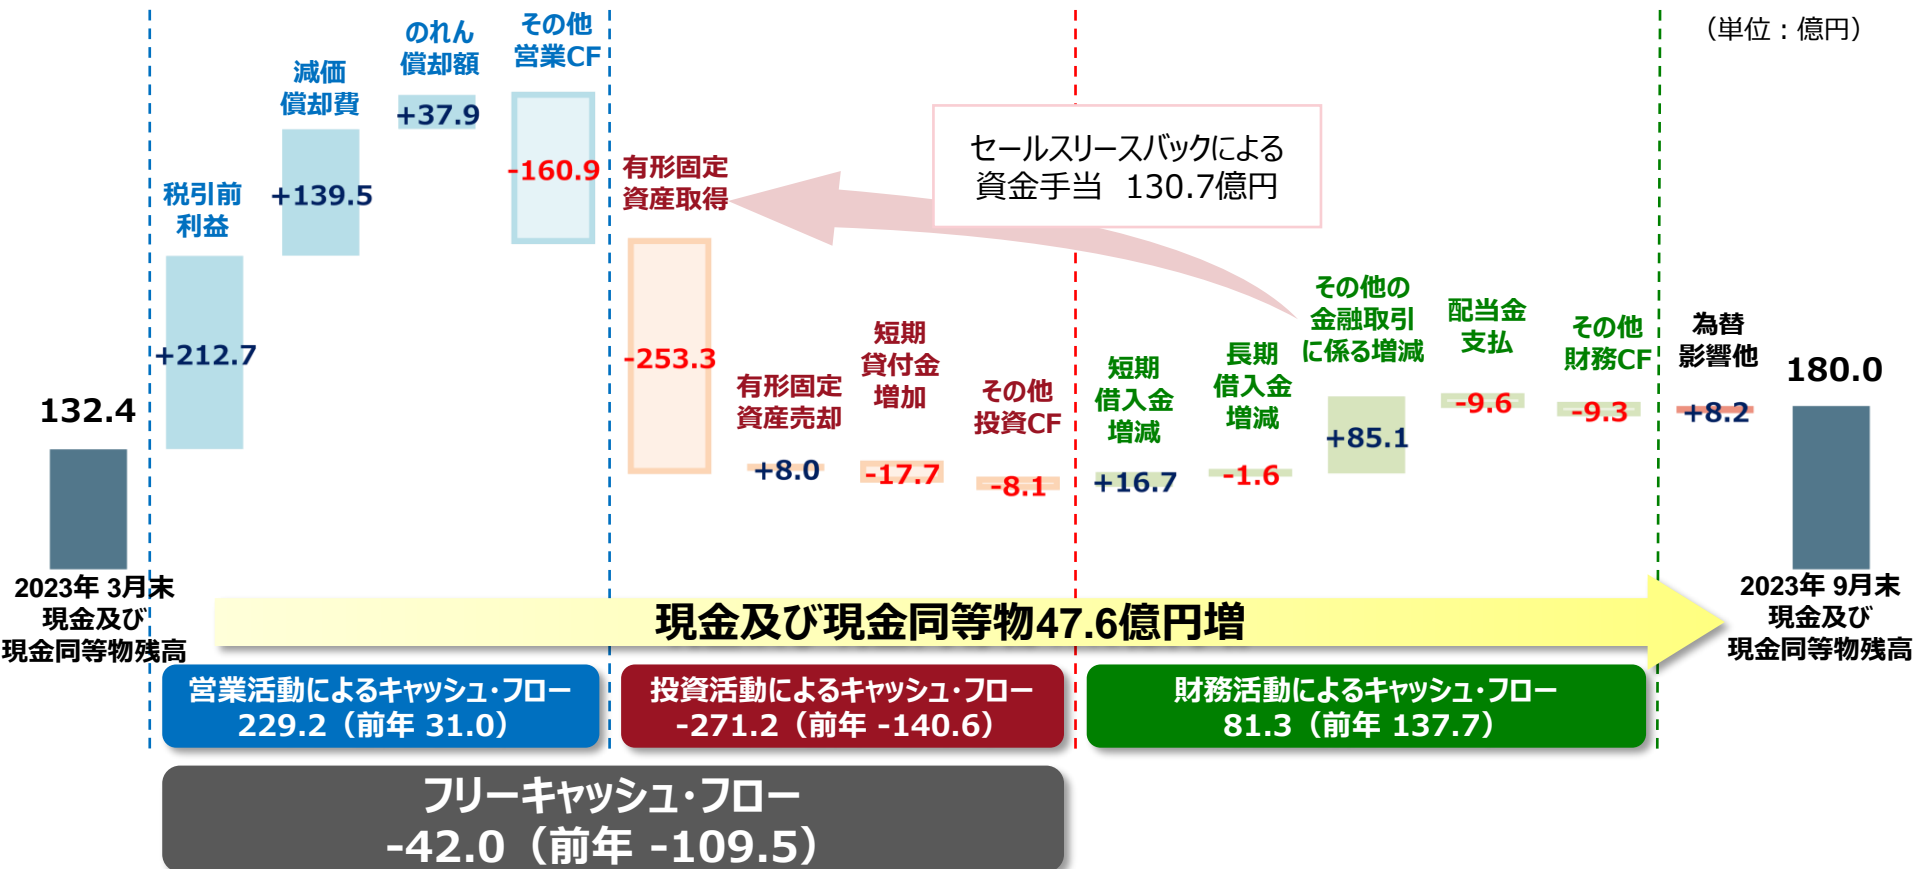 (単位:億円)
132.4
2023年 3月末
現金及び
現金同等物残高
税引前
利益
+212.7
減価
償却費
+139.5
のれん
償却額
+37.9
その他
営業CF
-160.9
有形固定
資産取得
-253.3
有形固定
資産売却
+8.0
短期
貸付金
増加
-17.7
その他
投資CF
-8.1
セールスリースバックによる
資金手当 130.7億円
短期
借入金
増減
+16.7
長期
借入金
増減
-1.6
その他の
金融取引
に係る増減
+85.1
配当金
支払
-9.6
その他
財務CF
-9.3
為替
影響他
+8.2
180.0
2023年 9月末
現金及び
現金同等物残高
現金及び現金同等物47.6億円増
営業活動によるキャッシュ・フロー
229.2(前年 31.0)
投資活動によるキャッシュ・フロー
-271.2(前年 -140.6)
財務活動によるキャッシュ・フロー
81.3(前年 137.7)
フリーキャッシュ・フロー
-42.0(前年 -109.5)